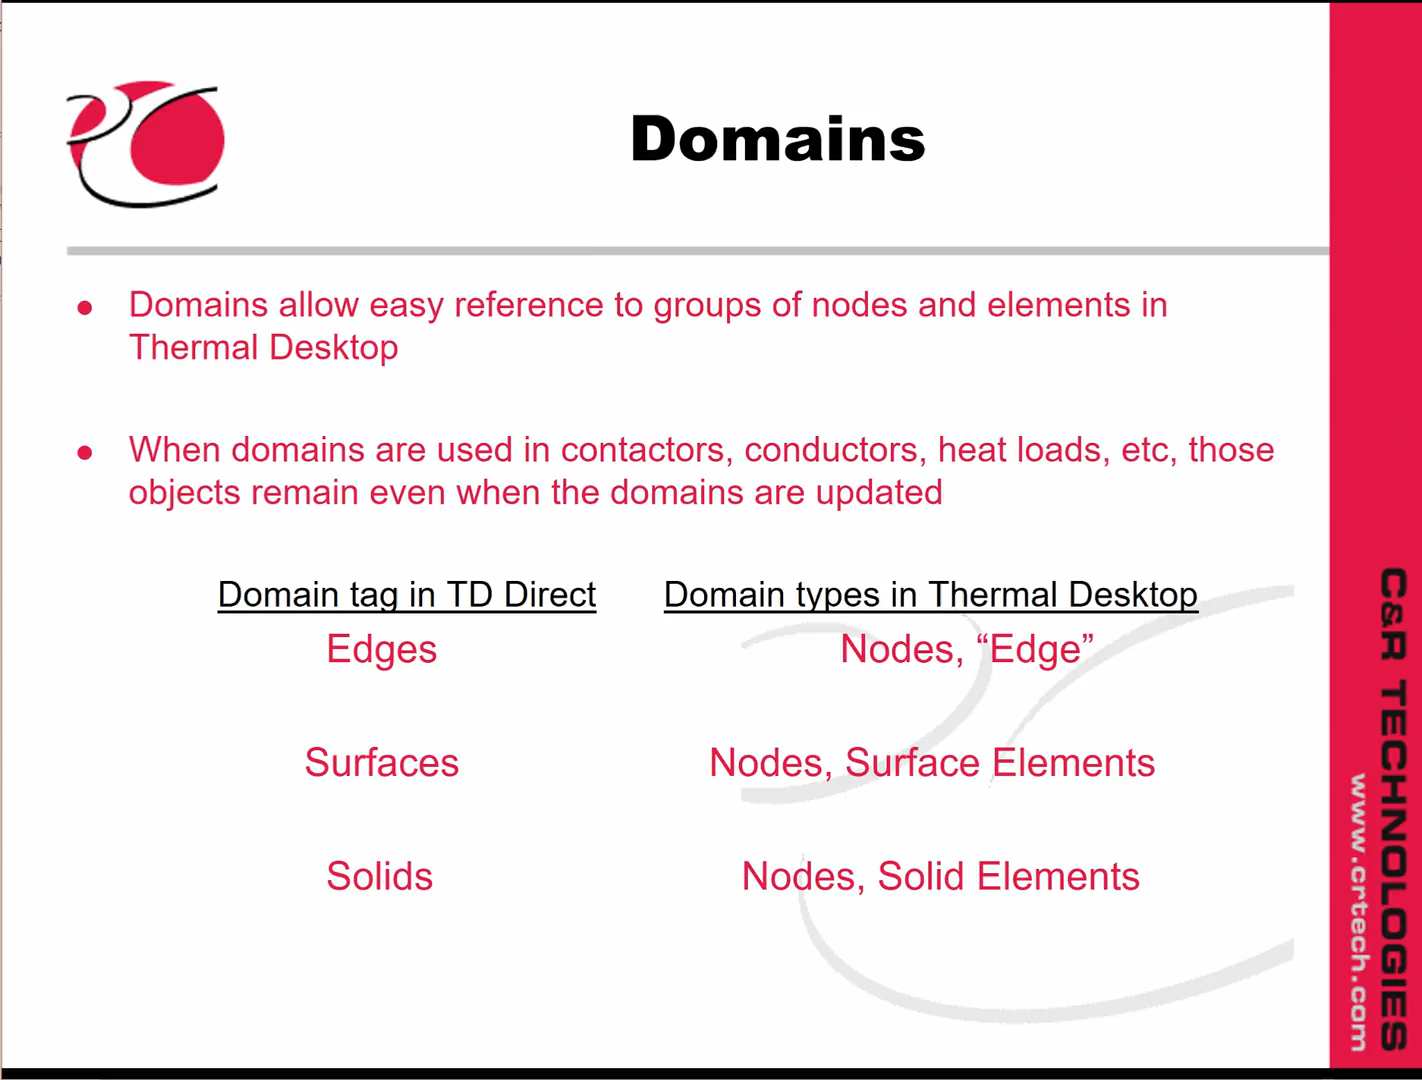 Domains
• Domains allow easy reference to groups of nodes and elements in
Thermal Desktop
• When domains are used in contactors, conductors, heat loads, etc, those
objects remain even when the domains are updated
Domain tag in TD Direct Domain types in Thermal Desktop
Edges Nodes, “Edge”
Surfaces Nodes, Surface Elements
Solids Nodes, Solid Elements
C&R TECHNOLOGIES
www.crtech.com